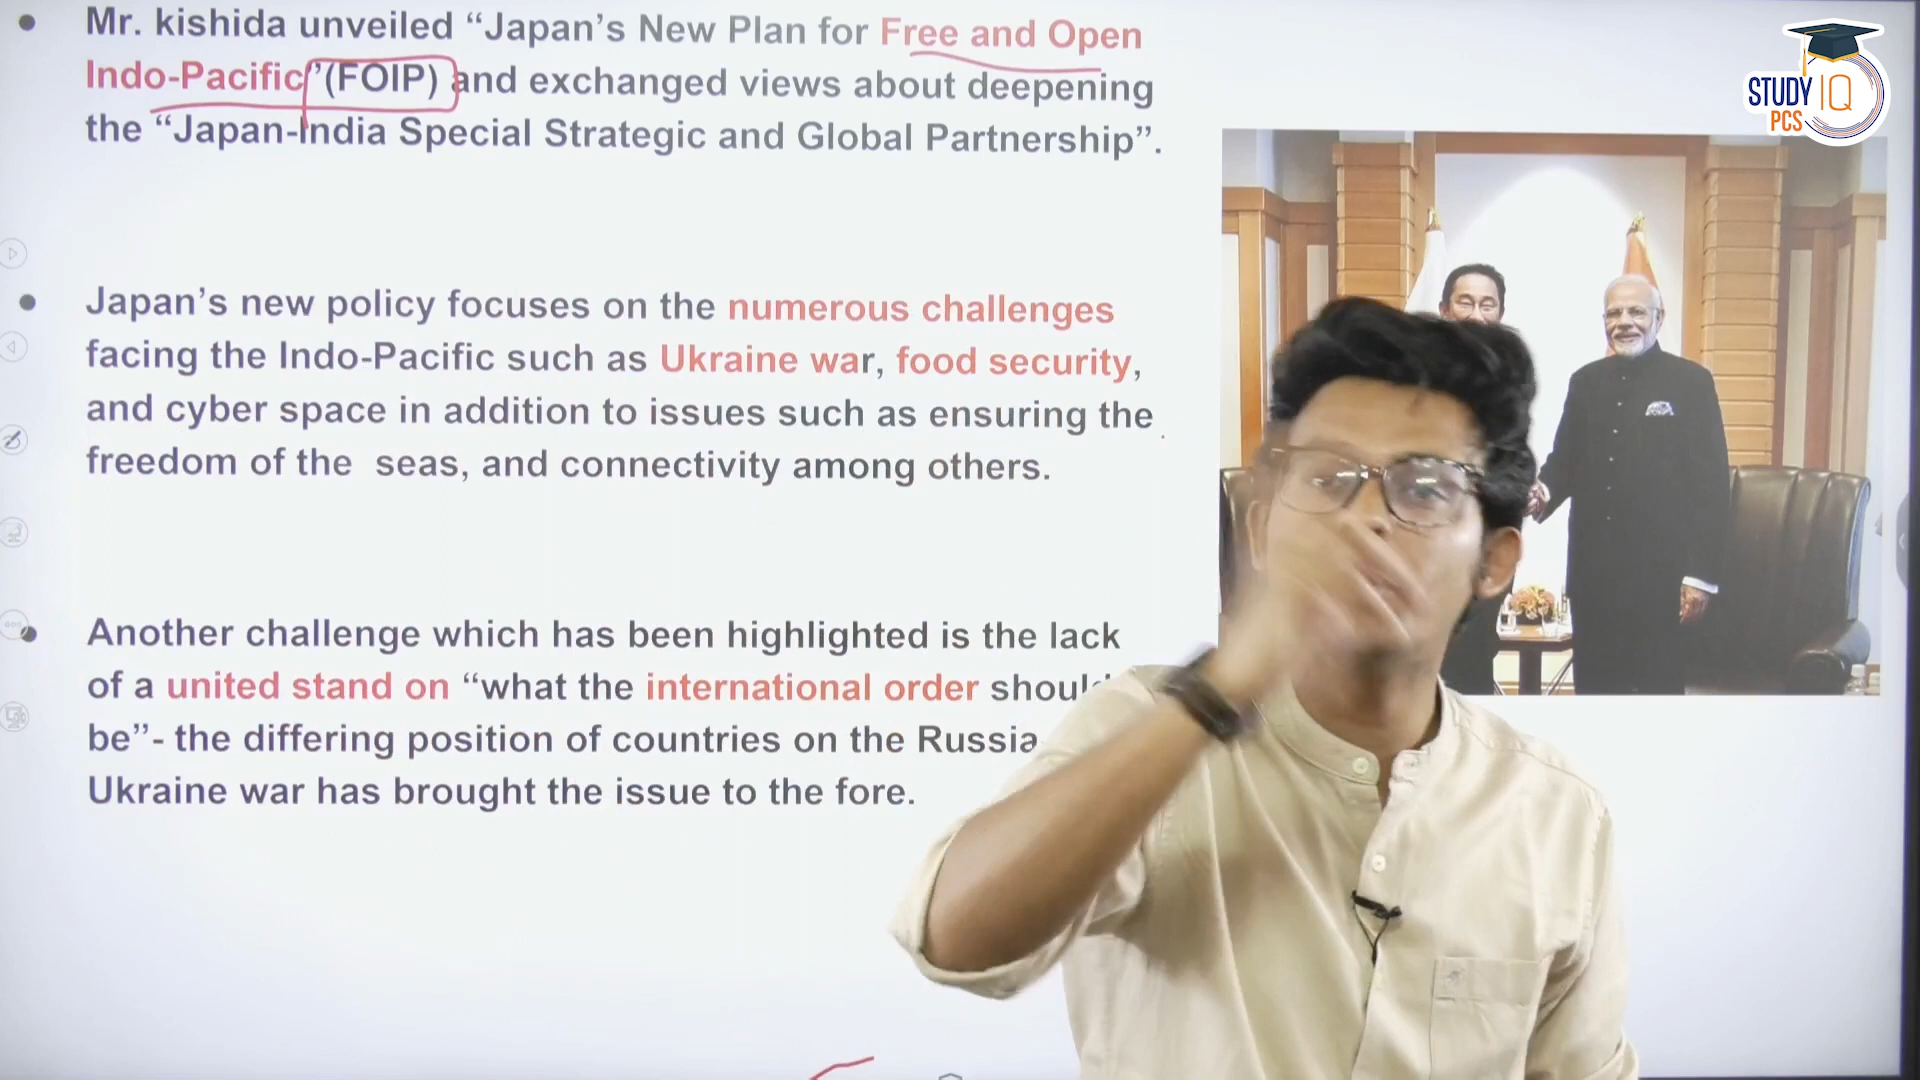 Mr. kishida unveiled “Japan’s New Plan for Free and Open
Indo-Pacific”(FOIP) and exchanged views about deepening
the “Japan-India Special Strategic and Global Partnership”.
Japan’s new policy focuses on the numerous challenges
facing the Indo-Pacific such as Ukraine war, food security,
and cyber space in addition to issues such as ensuring the
freedom of the  seas, and connectivity among others.
Another challenge which has been highlighted is the lack
of a united stand on “what the international order should
be”- the differing position of countries on the Russia
Ukraine war has brought the issue to the fore.
STUDY IQ
PCS